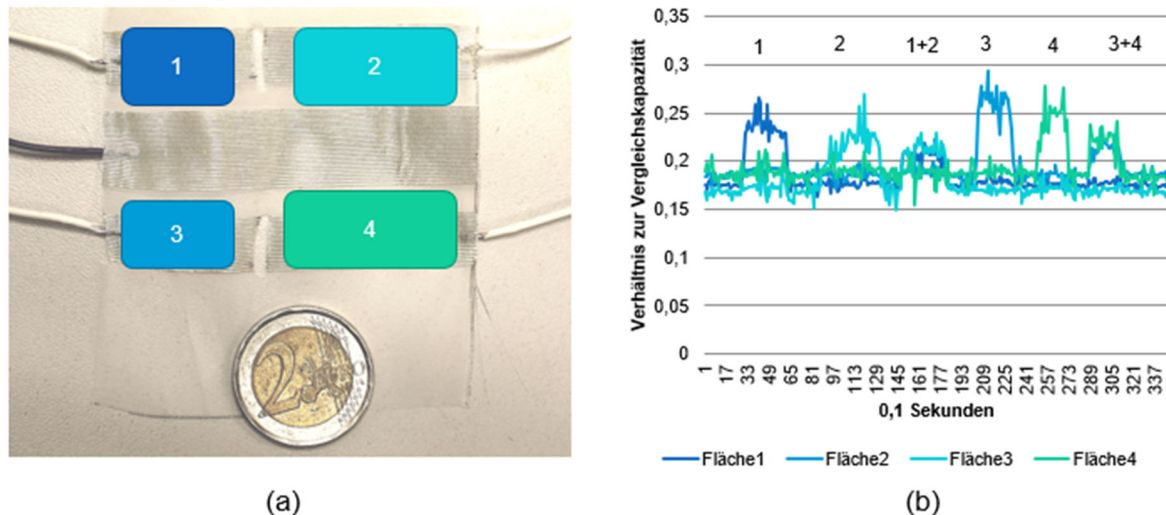 1
2
3
4
2
(a)
0,35
0,3
0,25
0,2
0,15
0,1
0,05
0
Verhältnis zur Vergleichskapazität
1 2 1+2 3 4 3+4
1 17 33 49 65 81 97 113 129 145 161 177 193 209 225 241 257 273 289 305 321 337
0,1 Sekunden
Fläche1 Fläche2 Fläche3 Fläche4
(b)